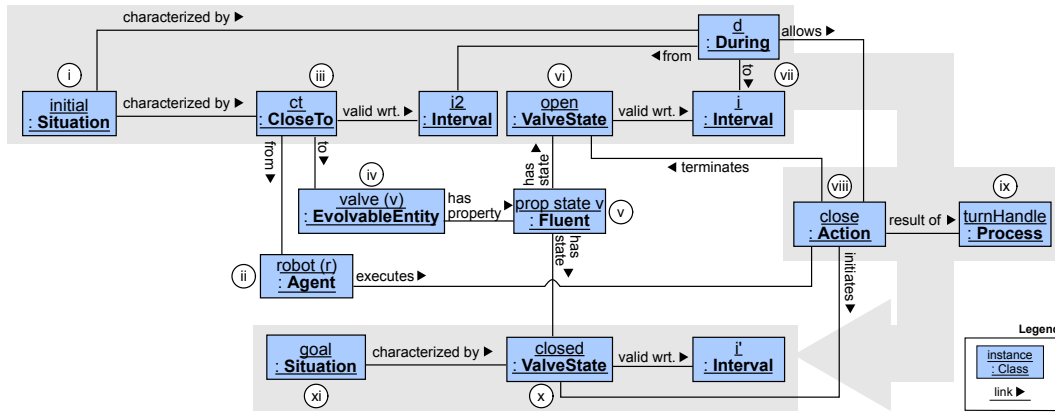 characterized by ►
d
: During
allows ►
◄ from
to ►
i
iii
vi
vii
initial
: Situation
characterized by ►
ct
: CloseTo
valid wrt. ►
i2
: Interval
open
: ValveState
valid wrt. ►
i
: Interval
from ►
to ►
has state ►
◄ terminates
iv
viii
ix
valve (v)
: EvolvableEntity
has property ►
prop state v
: Fluent
v
close
: Action
result of ►
turnHandle
: Process
has state ►
initiates ►
ii
robot (r)
: Agent
executes ►
goal
: Situation
characterized by ►
closed
: ValveState
valid wrt. ►
i'
: Interval
xi
x
Legend
instance
: Class
link ►